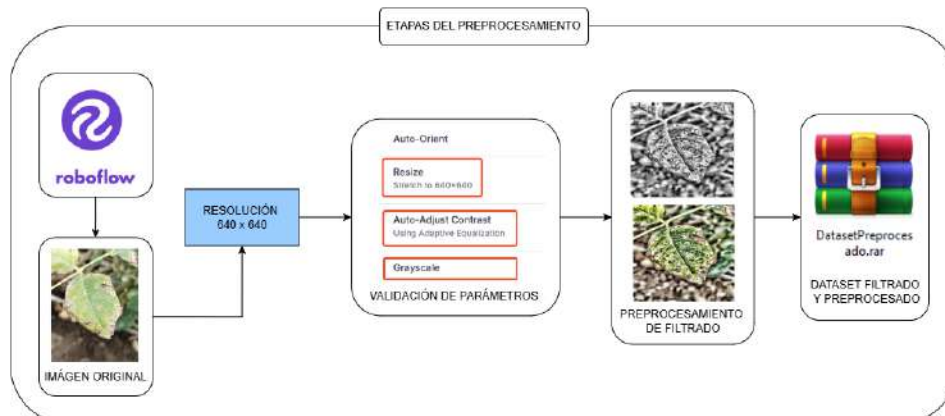 ETAPAS DEL PREPROCESAMIENTO
roboflow
IMÁGEN ORIGINAL
RESOLUCIÓN
640 x 640
Auto-Orient
Resize
Stretch to 640×640
Auto-Adjust Contrast
Using Adaptive Equalization
Grayscale
VALIDACIÓN DE PARÁMETROS
PREPROCESAMIENTO
DE FILTRADO
DatasetPreproces
ado.rar
DATASET FILTRADO
Y PREPROCESADO